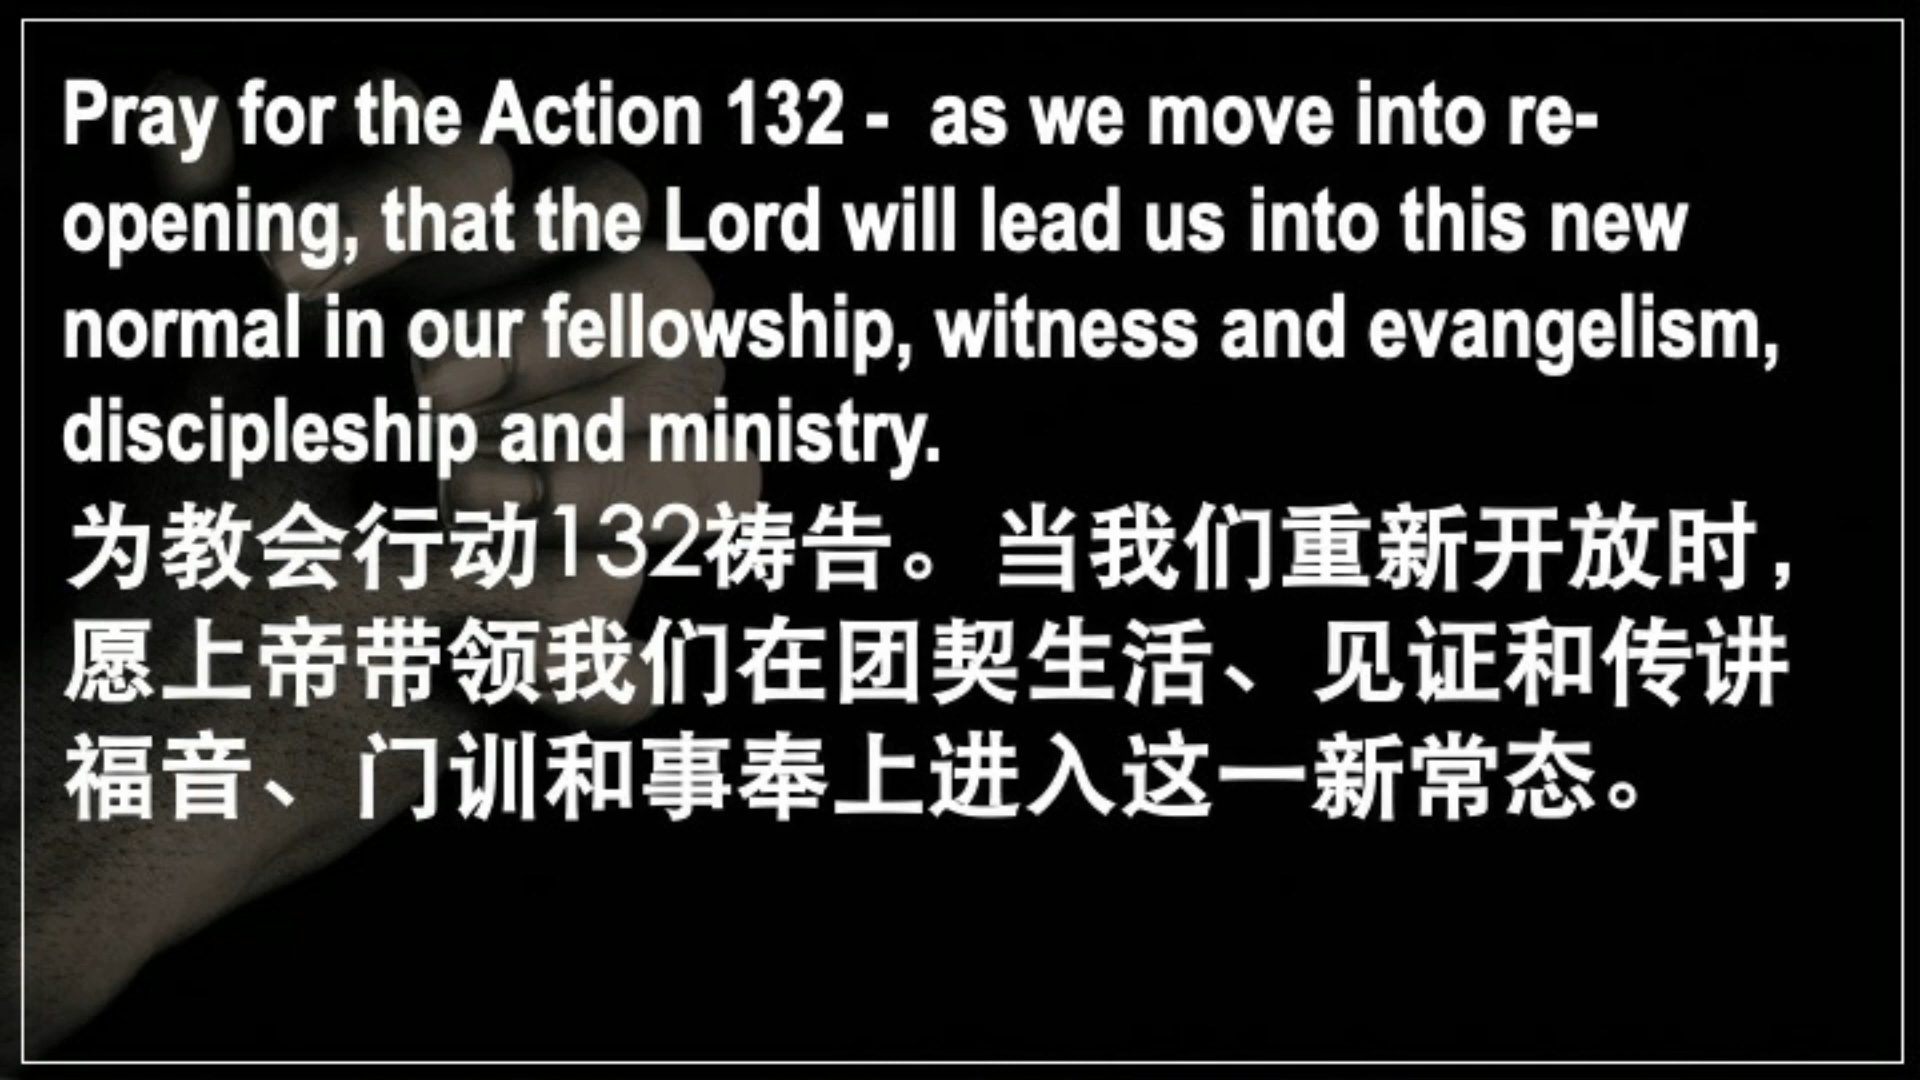 Pray for the Action 132 -  as we move into re-
opening, that the Lord will lead us into this new
normal in our fellowship, witness and evangelism,
discipleship and ministry.
为教会行动132祷告。当我们重新开放时，
愿上帝带领我们在团契生活、见证和传讲
福音、门训和事奉上进入这一新常态。